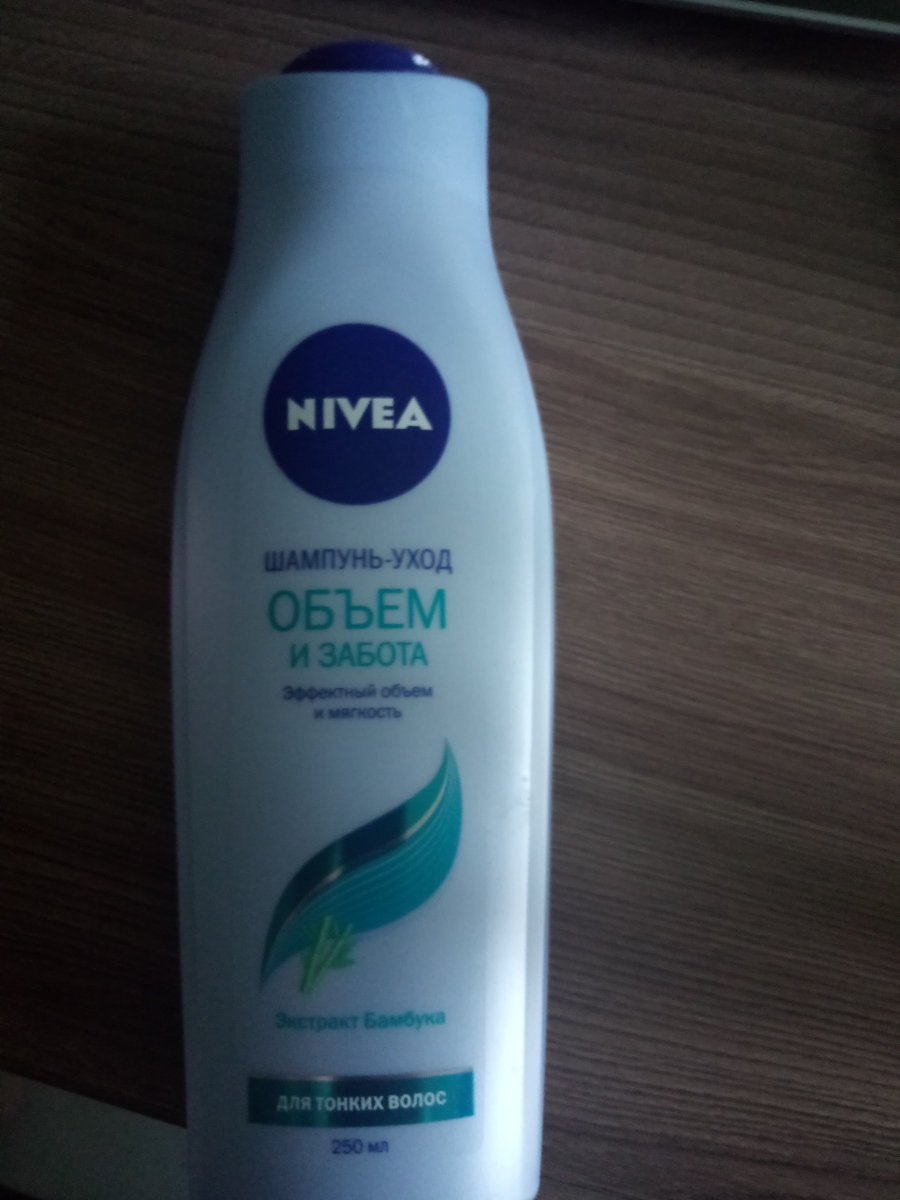 NIVEA
ШАМПУНЬ-УХОД
ОБЪЕМ
И ЗАБОТА
Эффектный объем
и мягкость
Экстракт Бамбука
ДЛЯ ТОНКИХ ВОЛОС
250 мл